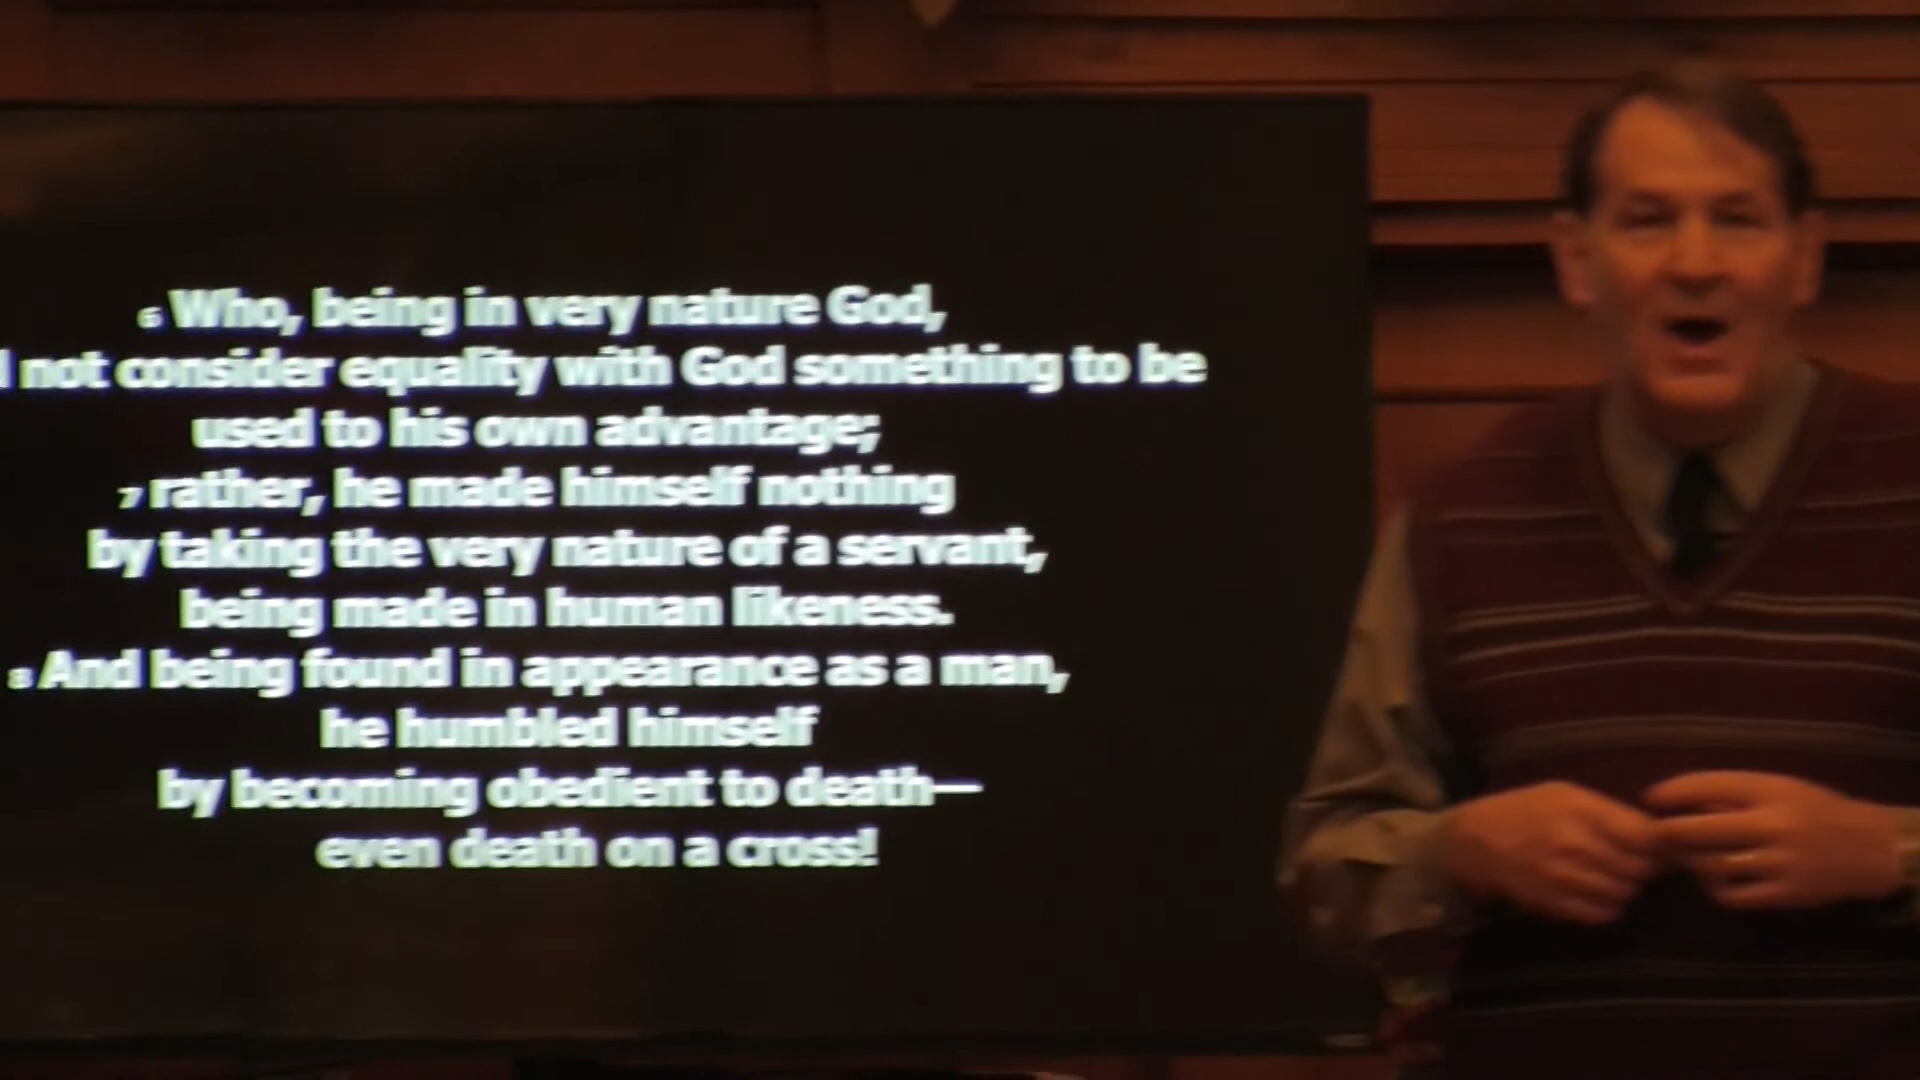 6 Who, being in very nature God,
not consider equality with God something to be
used to his own advantage;
7 rather, he made himself nothing
by taking the very nature of a servant,
being made in human likeness.
8 And being found in appearance as a man,
he humbled himself
by becoming obedient to death—
even death on a cross!